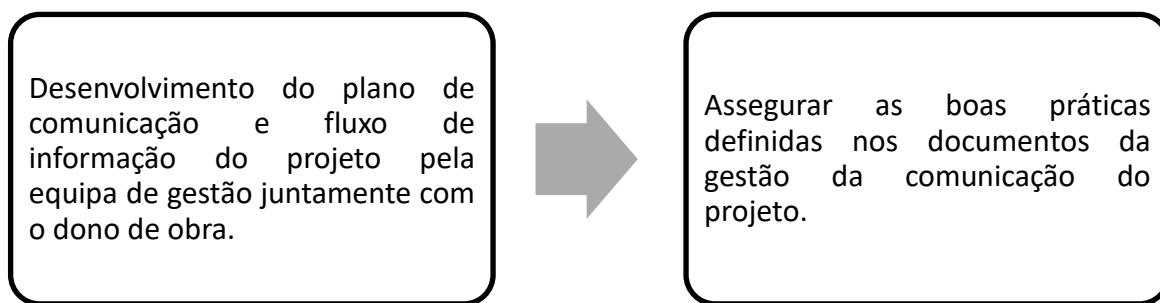 Desenvolvimento do plano de
comunicação e fluxo de
informação do projeto pela
equipa de gestão juntamente com
o dono de obra.
Assegurar as boas práticas
definidas nos documentos da
gestão da comunicação do
projeto.